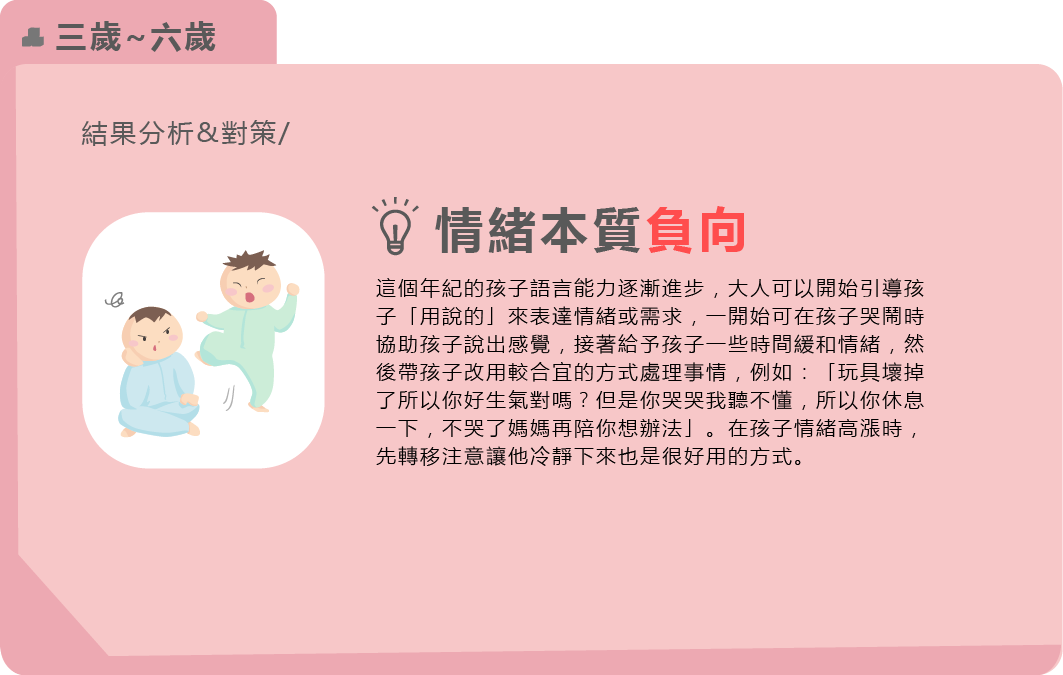 三歲~六歲
結果分析&對策/
情緒本質負向
這個年紀的孩子語言能力逐漸進步，大人可以開始引導孩
子「用說的」來表達情緒或需求，一開始可在孩子哭鬧時
協助孩子說出感覺，接著給予孩子一些時間緩和情緒，然
後帶孩子改用較合宜的方式處理事情，例如：「玩具壞掉
了所以你好生氣對嗎？但是你哭哭我聽不懂，所以你休息
一下，不哭了媽媽再陪你想辦法」。在孩子情緒高漲時，
先轉移注意讓他冷靜下來也是很好用的方式。